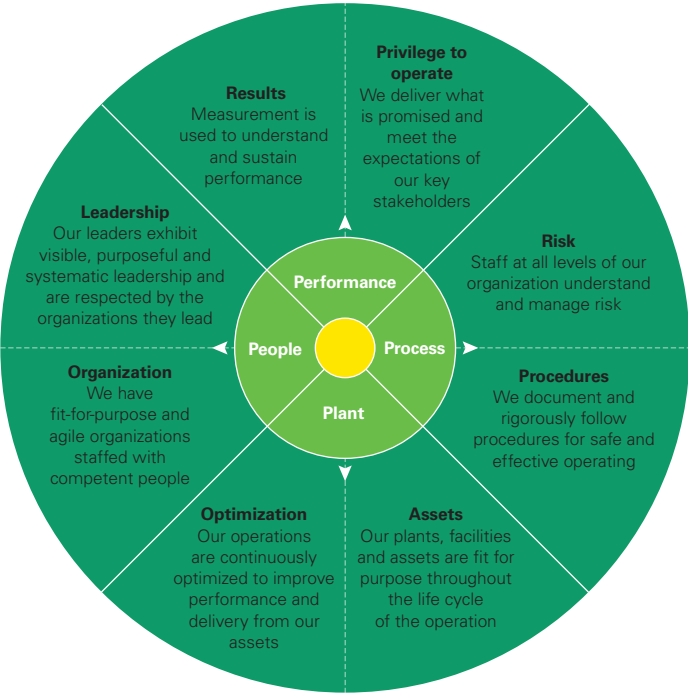 Privilege to
operate
We deliver what
is promised and
meet the
expectations of
our key
stakeholders
Risk
Staff at all levels of our
organization understand
and manage risk
Procedures
We document and
rigorously follow
procedures for safe and
effective operating
Assets
Our plants, facilities
and assets are fit for
purpose throughout
the life cycle
of the operation
Optimization
Our operations
are continuously
optimized to improve
performance and
delivery from our
assets
Organization
We have
fit-for-purpose and
agile organizations
staffed with
competent people
Leadership
Our leaders exhibit
visible, purposeful and
systematic leadership and
are respected by the
organizations they lead
Results
Measurement is
used to understand
and sustain
performance
Performance
Process
Plant
People